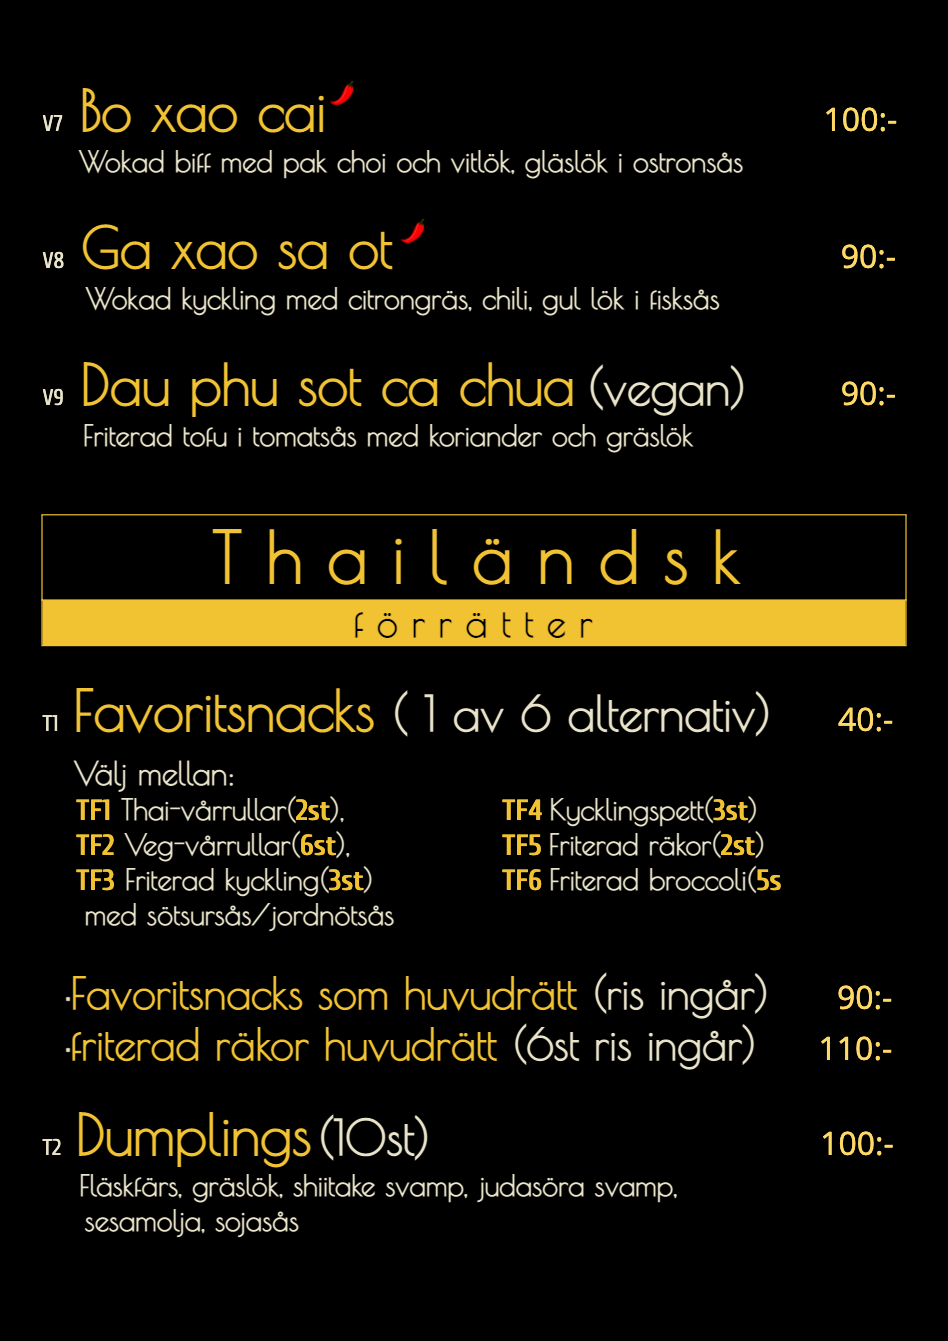 V7 Bo xao cai 100:-
Wokad biff med pak choi och vitlök, gläslök i ostronsås
V8 Ga xao sa ot 90:-
Wokad kyckling med citrongräs, chili, gul lök i fisksås
V9 Dau phu sot ca chua (vegan) 90:-
Friterad tofu i tomatsås med koriander och gräslök
Thailändsk
förrätter
T1 Favoritsnacks ( 1 av 6 alternativ) 40:-
Välj mellan:
TF1 Thai-vårrullar(2st), TF4 Kycklingspett(3st)
TF2 Veg-vårrullar(6st), TF5 Friterad räkor(2st)
TF3 Friterad kyckling(3st) TF6 Friterad broccoli(5s
med sötsursås/jordnötsås
·Favoritsnacks som huvudrätt (ris ingår) 90:-
·friterad räkor huvudrätt (6st ris ingår) 110:-
T2 Dumplings (10st) 100:-
Fläskfärs, gräslök, shiitake svamp, judasöra svamp,
sesamolja, sojasås